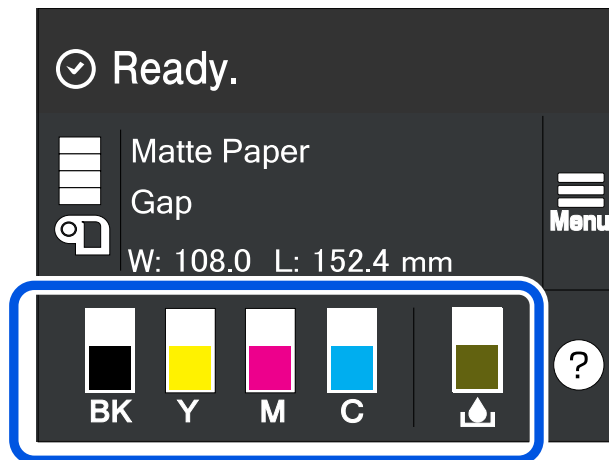 Ready.
Matte Paper
Gap
W: 108.0 L: 152.4 mm
Menu
BK Y M C
?